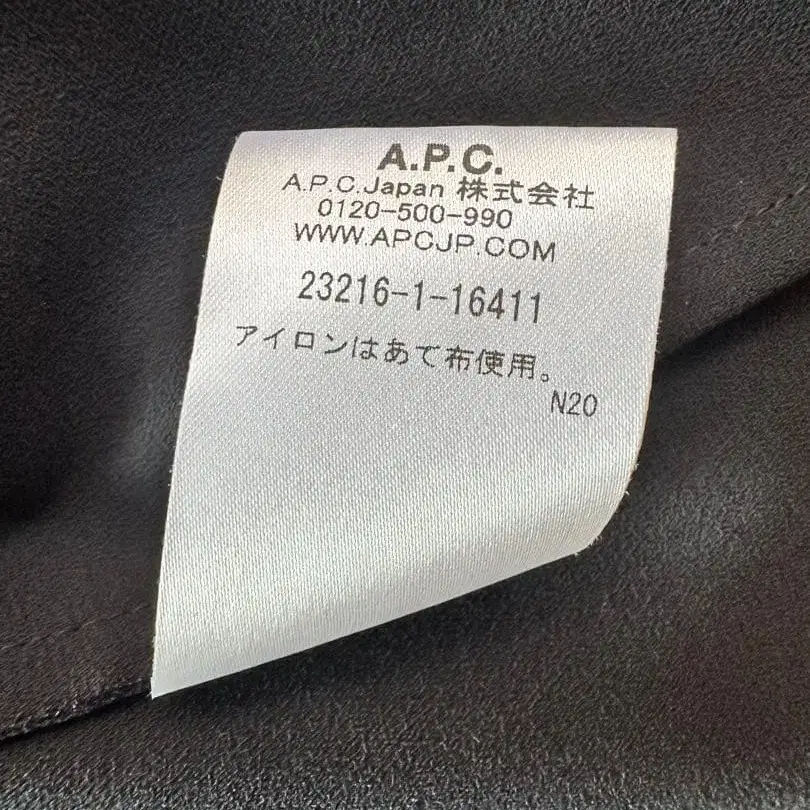 A.P.C.
A.P.C.Japan 株式会社
0120-500-990
WWW.APCJP.COM
23216-1-16411
アイロンはあて布使用。
N20